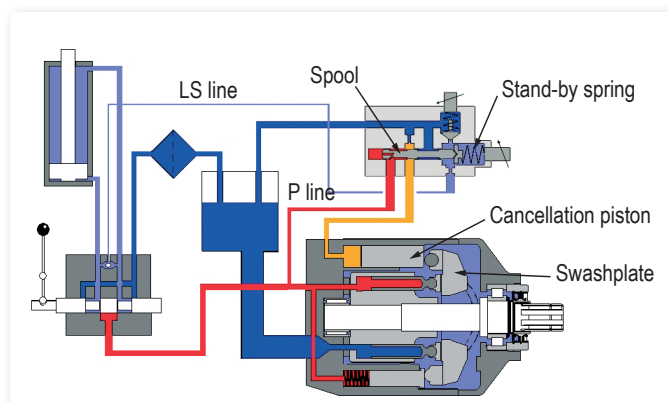 Spool
LS line
Stand-by spring
P line
Cancellation piston
Swashplate